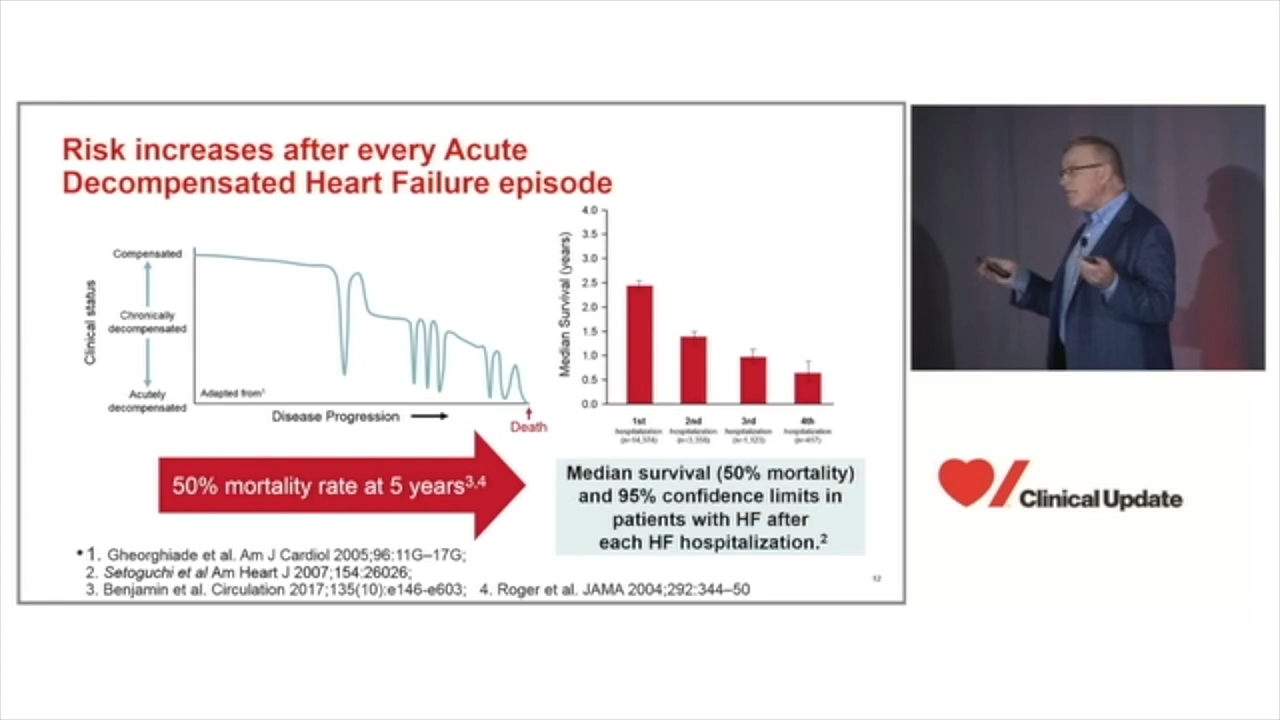 Risk increases after every Acute
Decompensated Heart Failure episode
Clinical status
Compensated
Chronically
decompensated
Acutely
decompensated
Adapted from¹
Disease Progression
Death
Median Survival (years)
4.0
3.5
3.0
2.5
2.0
1.5
1.0
0.5
0.0
1st 2nd 3rd 4th
hospitalization hospitalization hospitalization hospitalization
50% mortality rate at 5 years³,⁴
Median survival (50% mortality)
and 95% confidence limits in
patients with HF after
each HF hospitalization.²
• 1. Gheorghiade et al. Am J Cardiol 2005;96:11G–17G;
2. Setoguchi et al Am Heart J 2007;154:26026;
3. Benjamin et al. Circulation 2017;135(10):e146-e603; 4. Roger et al. JAMA 2004;292:344–50
12
Clinical Update